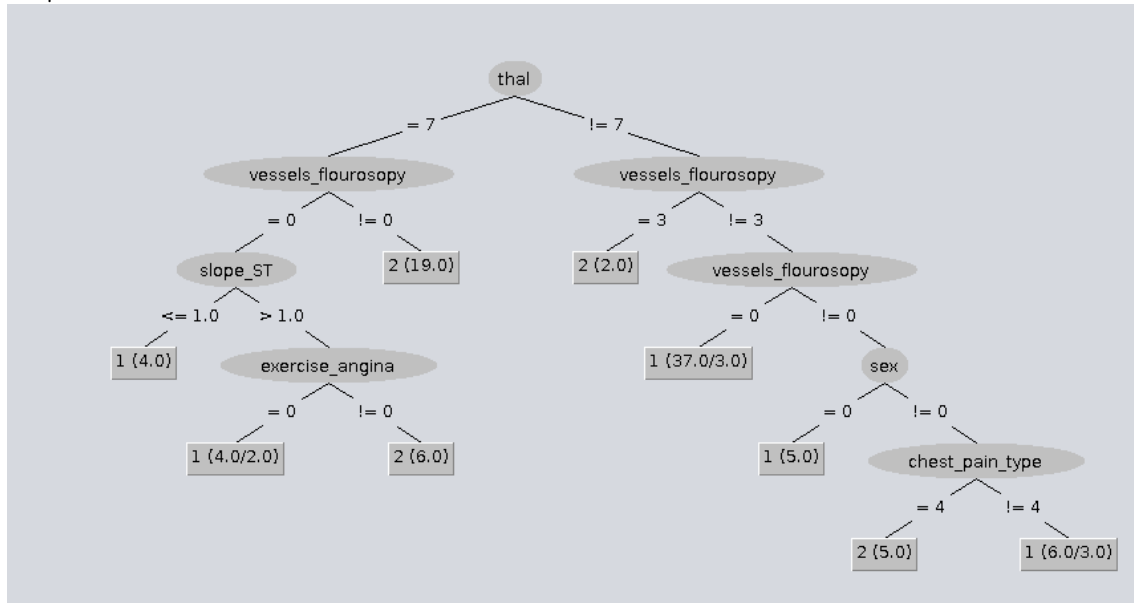 thal
= 7 != 7
vessels_flourosopy vessels_flourosopy
= 0 != 0 = 3 != 3
slope_ST 2 (19.0) 2 (2.0) vessels_flourosopy
<= 1.0 > 1.0 = 0 != 0
1 (4.0) exercise_angina 1 (37.0/3.0) sex
= 0 != 0 = 0 != 0
1 (4.0/2.0) 2 (6.0) 1 (5.0) chest_pain_type
= 4 != 4
2 (5.0) 1 (6.0/3.0)